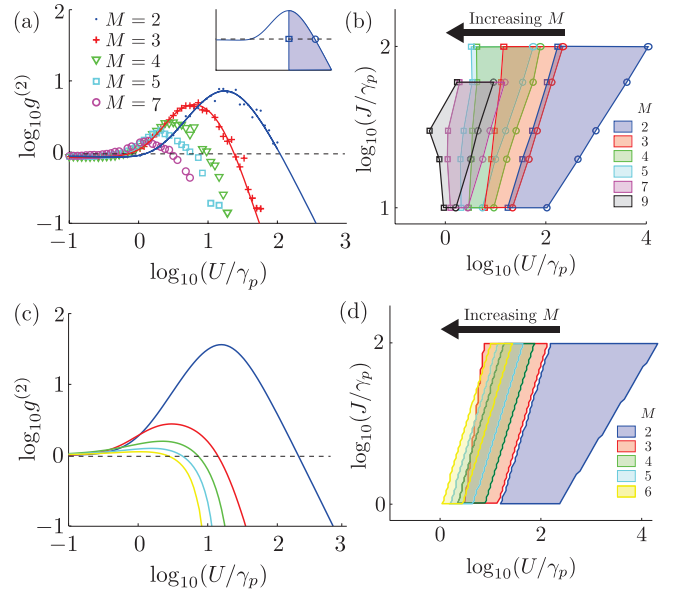 (a)
M = 2
M = 3
M = 4
M = 5
M = 7
2
1
0
−1
log₁₀g⁽²⁾
−1 0 1 2 3
log₁₀(U/γₚ)
(b)
Increasing M
2
1
log₁₀(J/γₚ)
M
2
3
4
5
7
9
0 2 4
log₁₀(U/γₚ)
(c)
2
1
0
−1
log₁₀g⁽²⁾
−1 0 1 2 3
log₁₀(U/γₚ)
(d)
Increasing M
2
0
log₁₀(J/γₚ)
M
2
3
4
5
6
0 2 4
log₁₀(U/γₚ)